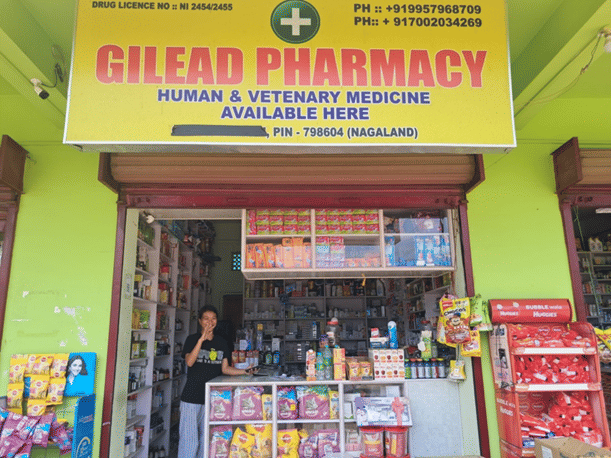 DRUG LICENCE NO :: NI 2454/2455
PH :: +919957968709
PH:: + 917002034269
GILEAD PHARMACY
HUMAN & VETENARY MEDICINE
AVAILABLE HERE
, PIN - 798604 (NAGALAND)
BUBBLE
HUGGIES